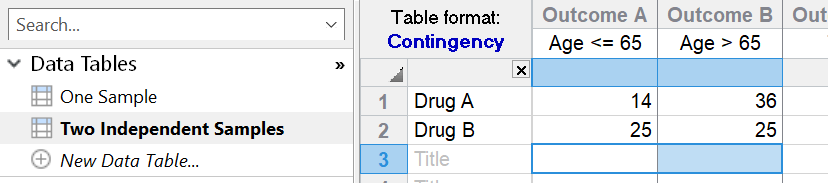 Search...
Data Tables »
One Sample
Two Independent Samples
New Data Table...
Table format:
Contingency
Outcome A Outcome B Out
Age <= 65 Age > 65
1 Drug A 14 36
2 Drug B 25 25
3 Title
Title